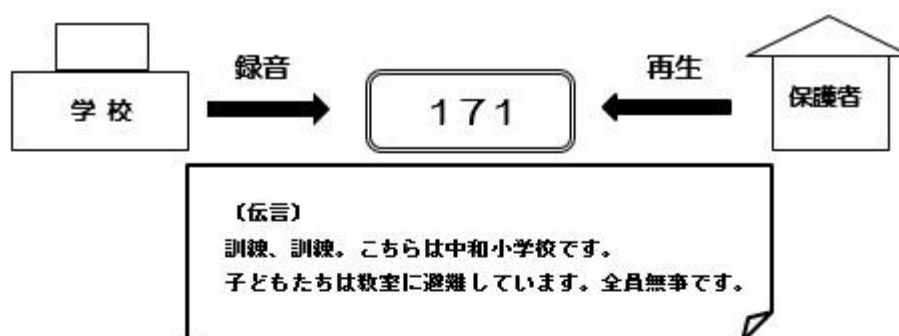 録音
再生
学校
171
保護者
〔伝言〕
訓練、訓練。こちらは中和小学校です。
子どもたちは教室に避難しています。全員無事です。